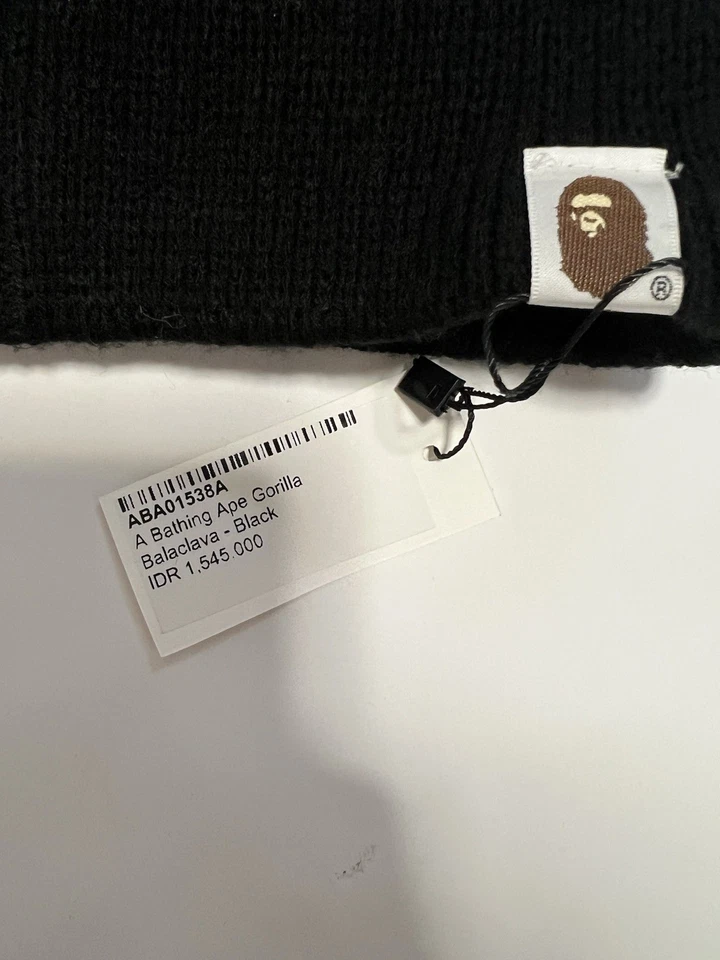 ®
ABA01538A
A Bathing Ape Gorilla
Balaclava - Black
IDR 1,545.000